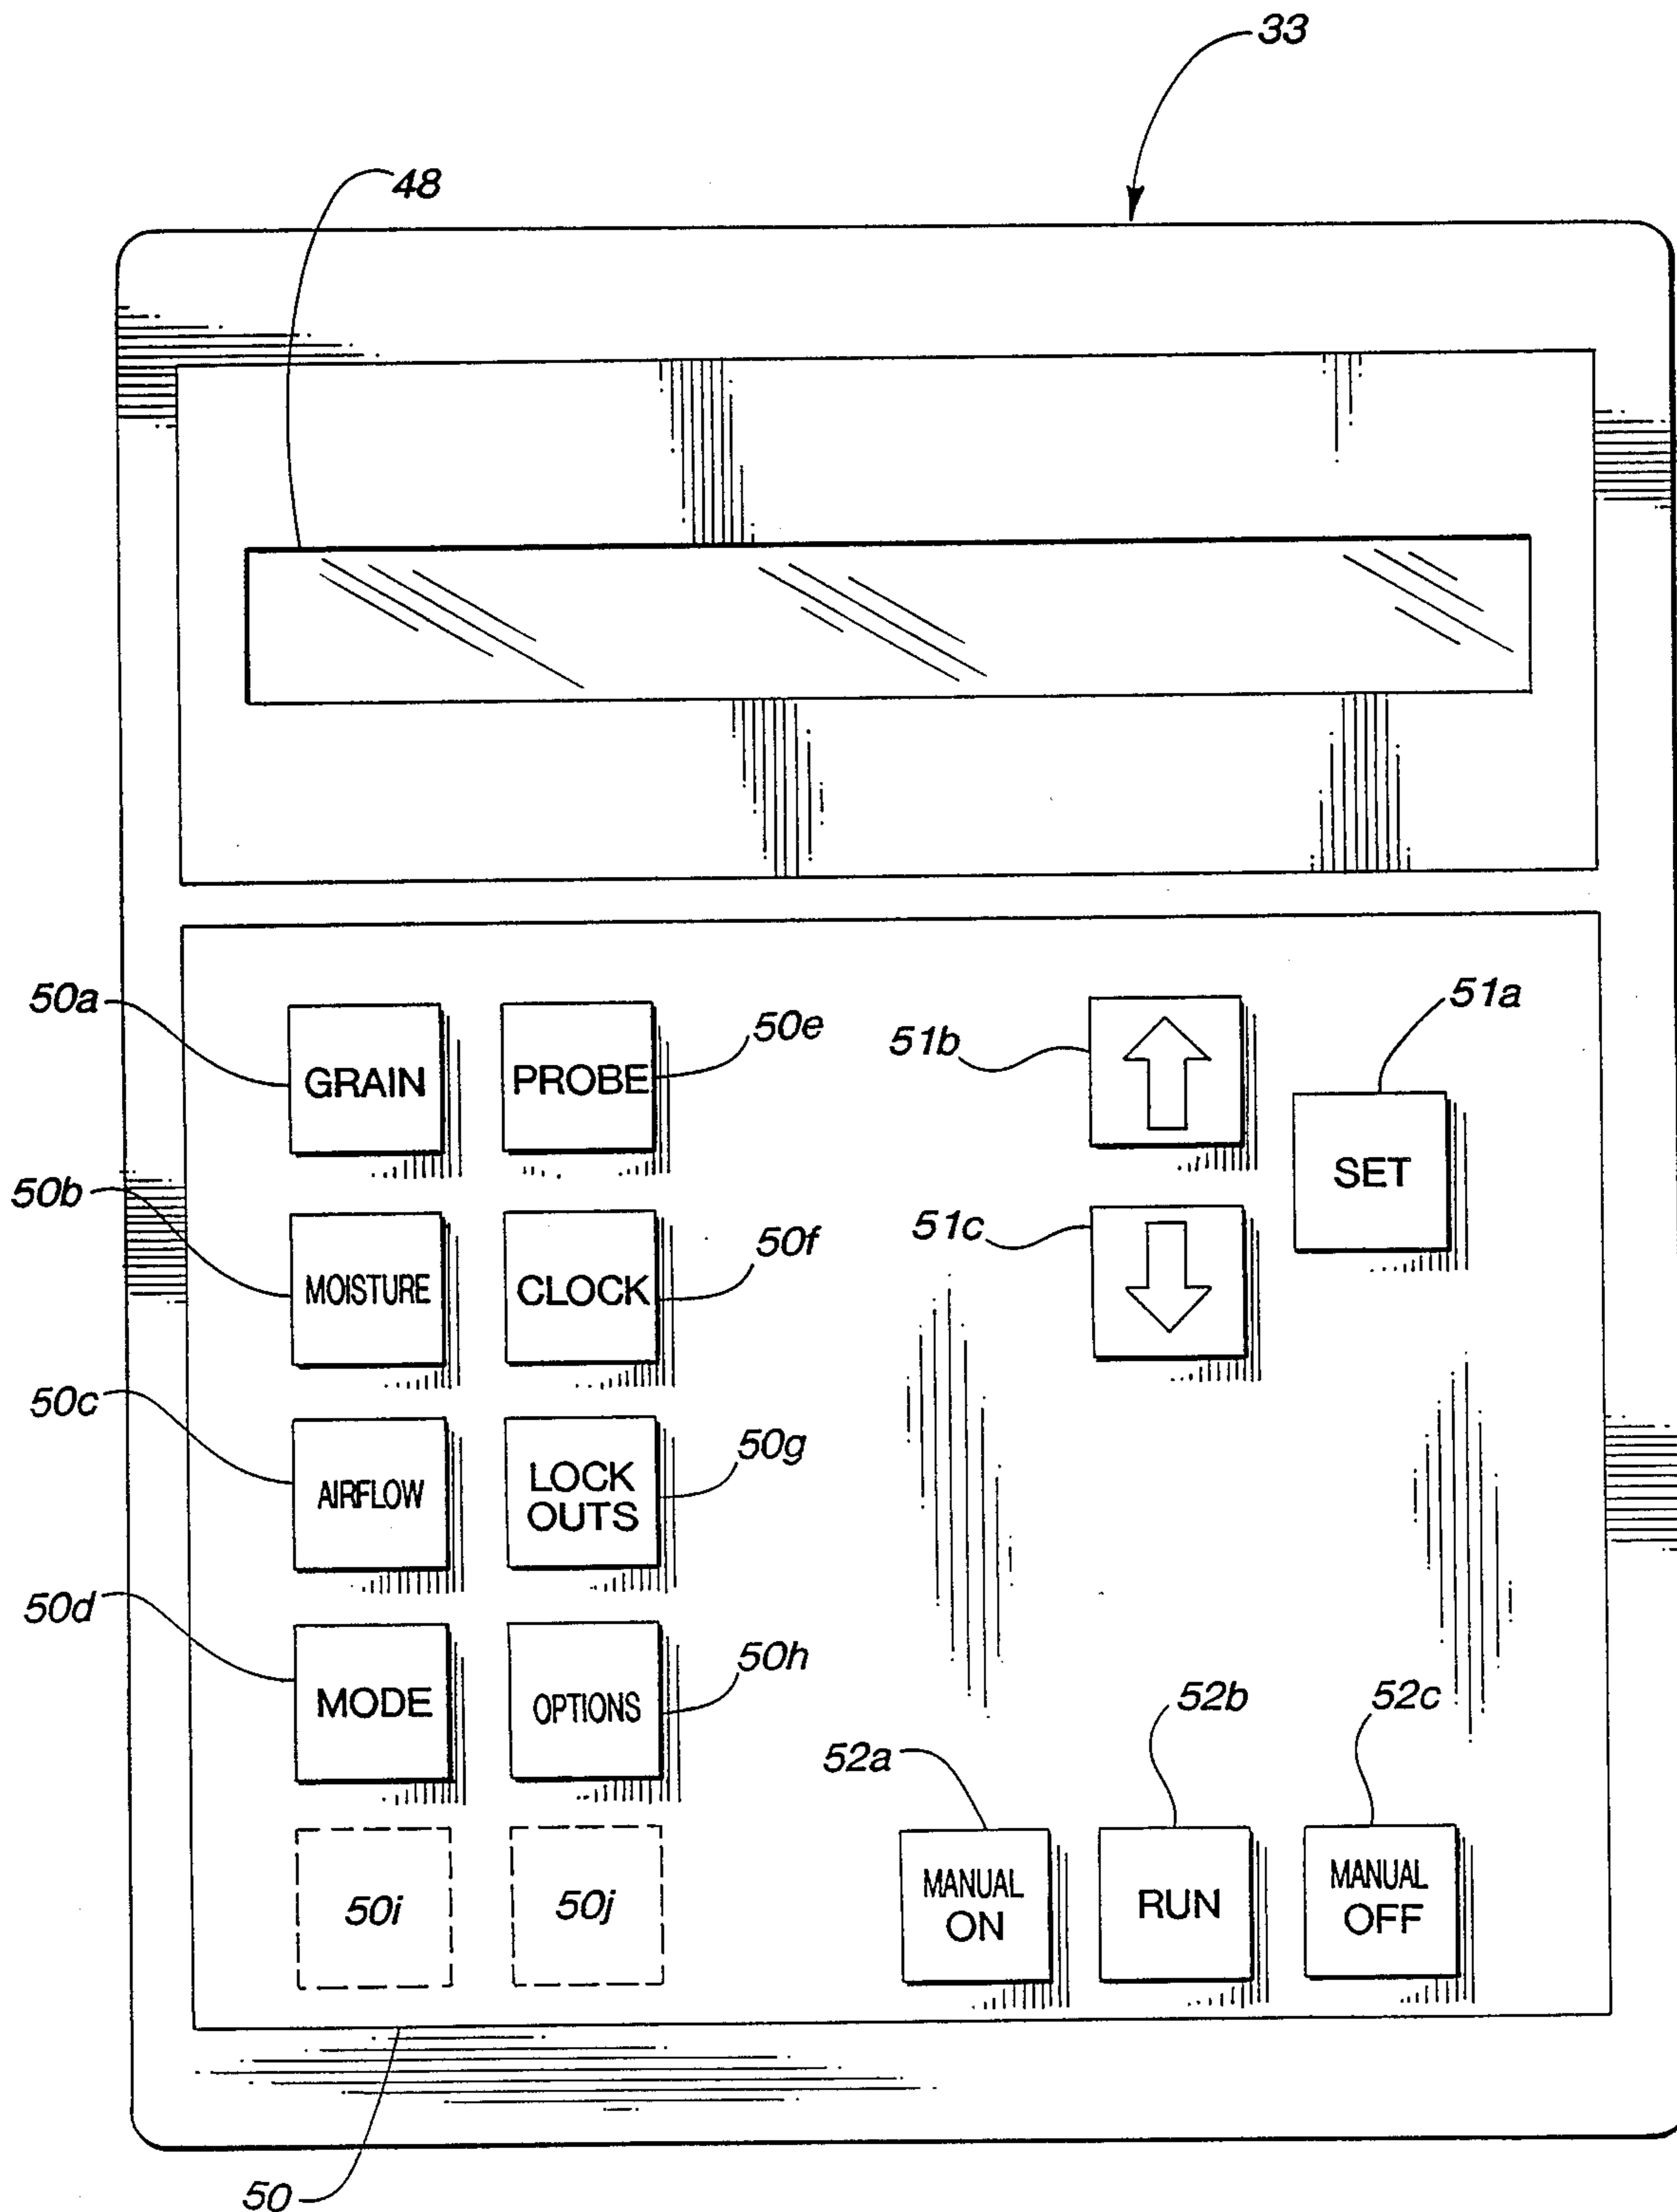 33
48
50a
GRAIN
PROBE
50e
51b
51a
SET
50b
MOISTURE
CLOCK
50f
51c
50c
AIRFLOW
LOCK
OUTS
50g
50d
MODE
OPTIONS
50h
52a
52b
52c
50i
50j
MANUAL
ON
RUN
MANUAL
OFF
50